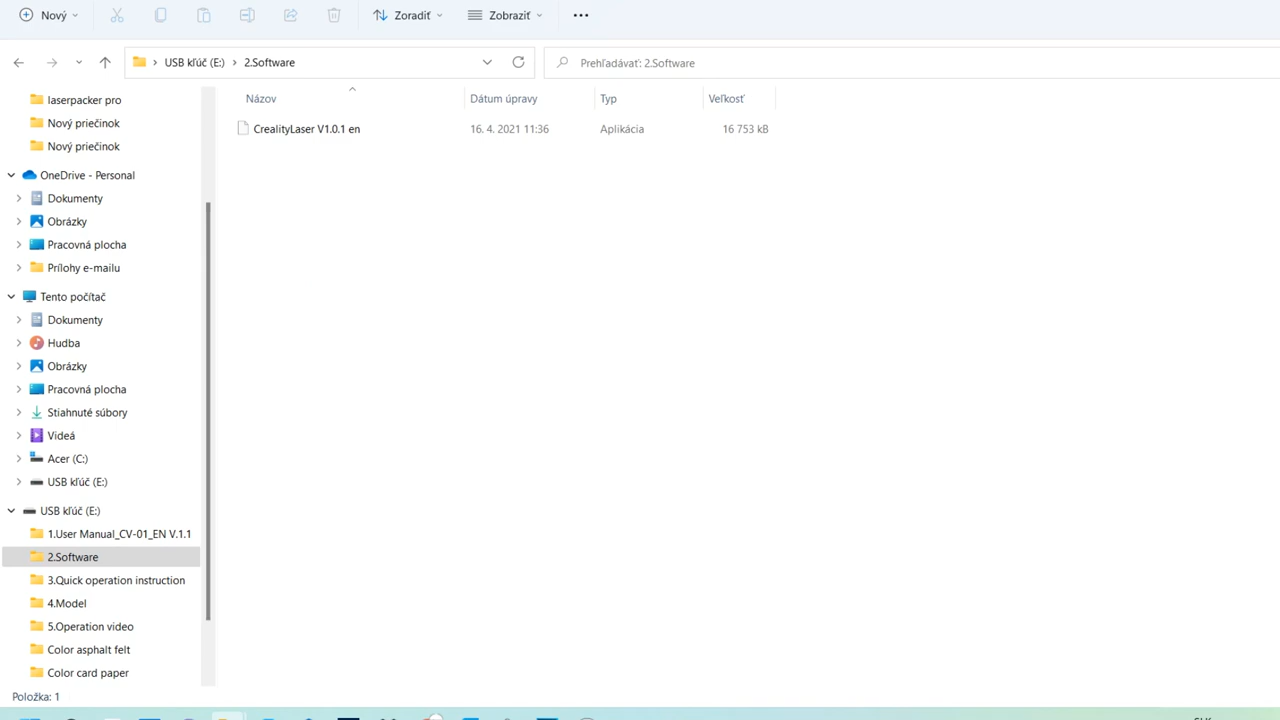 Nový
Zoradiť
Zobraziť
USB kľúč (E:) 2.Software
Prehľadávať: 2.Software
Názov Dátum úpravy Typ Veľkosť
CrealityLaser V1.0.1 en 16. 4. 2021 11:36 Aplikácia 16 753 kB
laserpacker pro
Nový priečinok
Nový priečinok
OneDrive - Personal
Dokumenty
Obrázky
Pracovná plocha
Prílohy e-mailu
Tento počítač
Dokumenty
Hudba
Obrázky
Pracovná plocha
Stiahnuté súbory
Videá
Acer (C:)
USB kľúč (E:)
USB kľúč (E:)
1.User Manual_CV-01_EN V.1.1
2.Software
3.Quick operation instruction
4.Model
5.Operation video
Color asphalt felt
Color card paper
Položka: 1